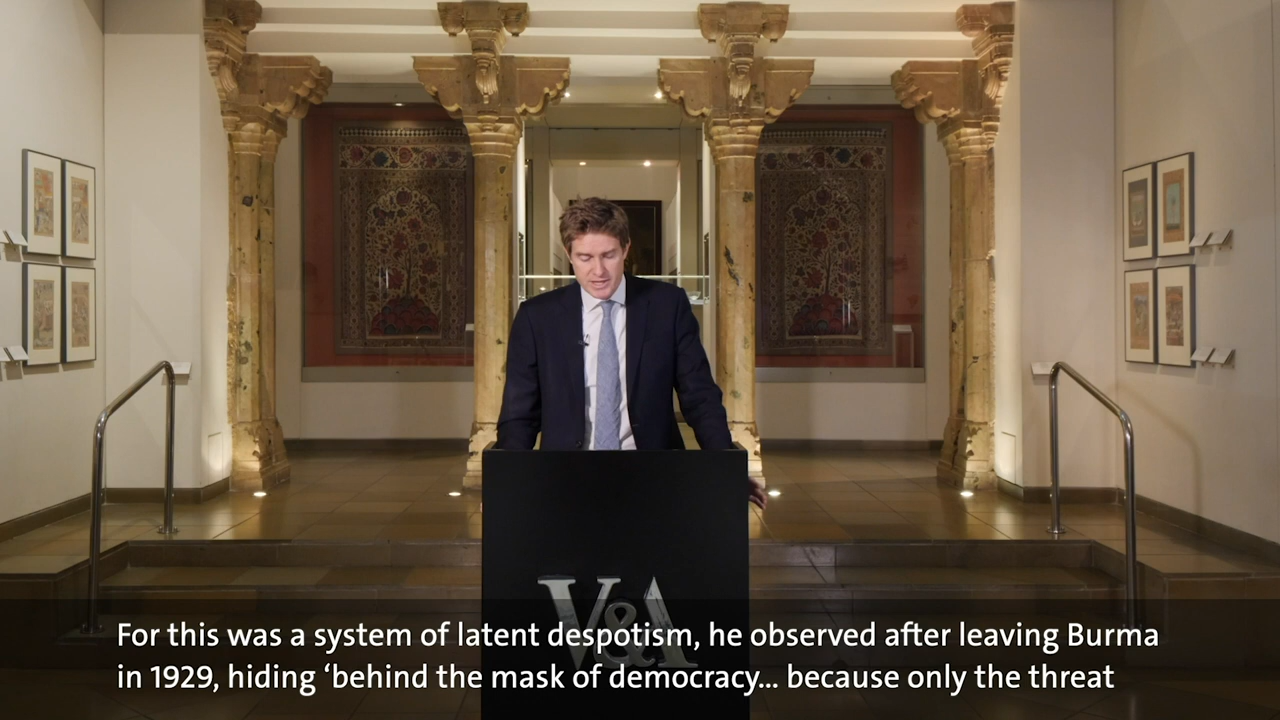 V&A
For this was a system of latent despotism, he observed after leaving Burma
in 1929, hiding ‘behind the mask of democracy... because only the threat